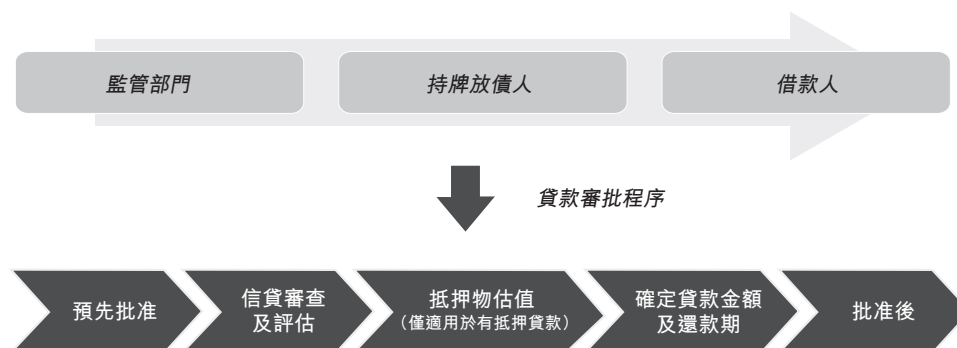 監管部門
持牌放債人
借款人
貸款審批程序
預先批准
信貸審查
及評估
抵押物估值
（僅適用於有抵押貸款）
確定貸款金額
及還款期
批准後